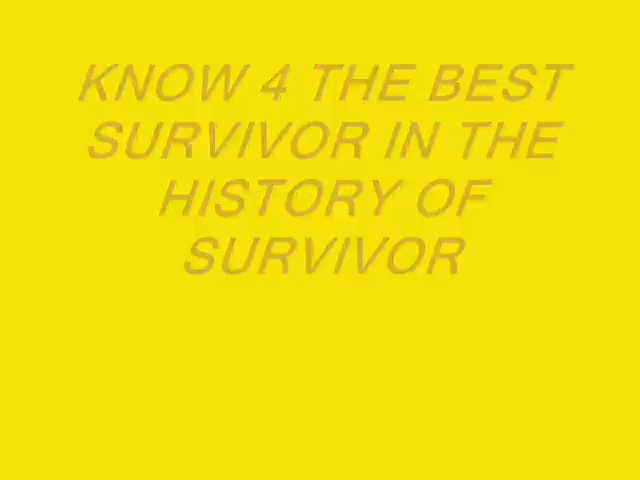 KNOW 4 THE BEST
SURVIVOR IN THE
HISTORY OF
SURVIVOR